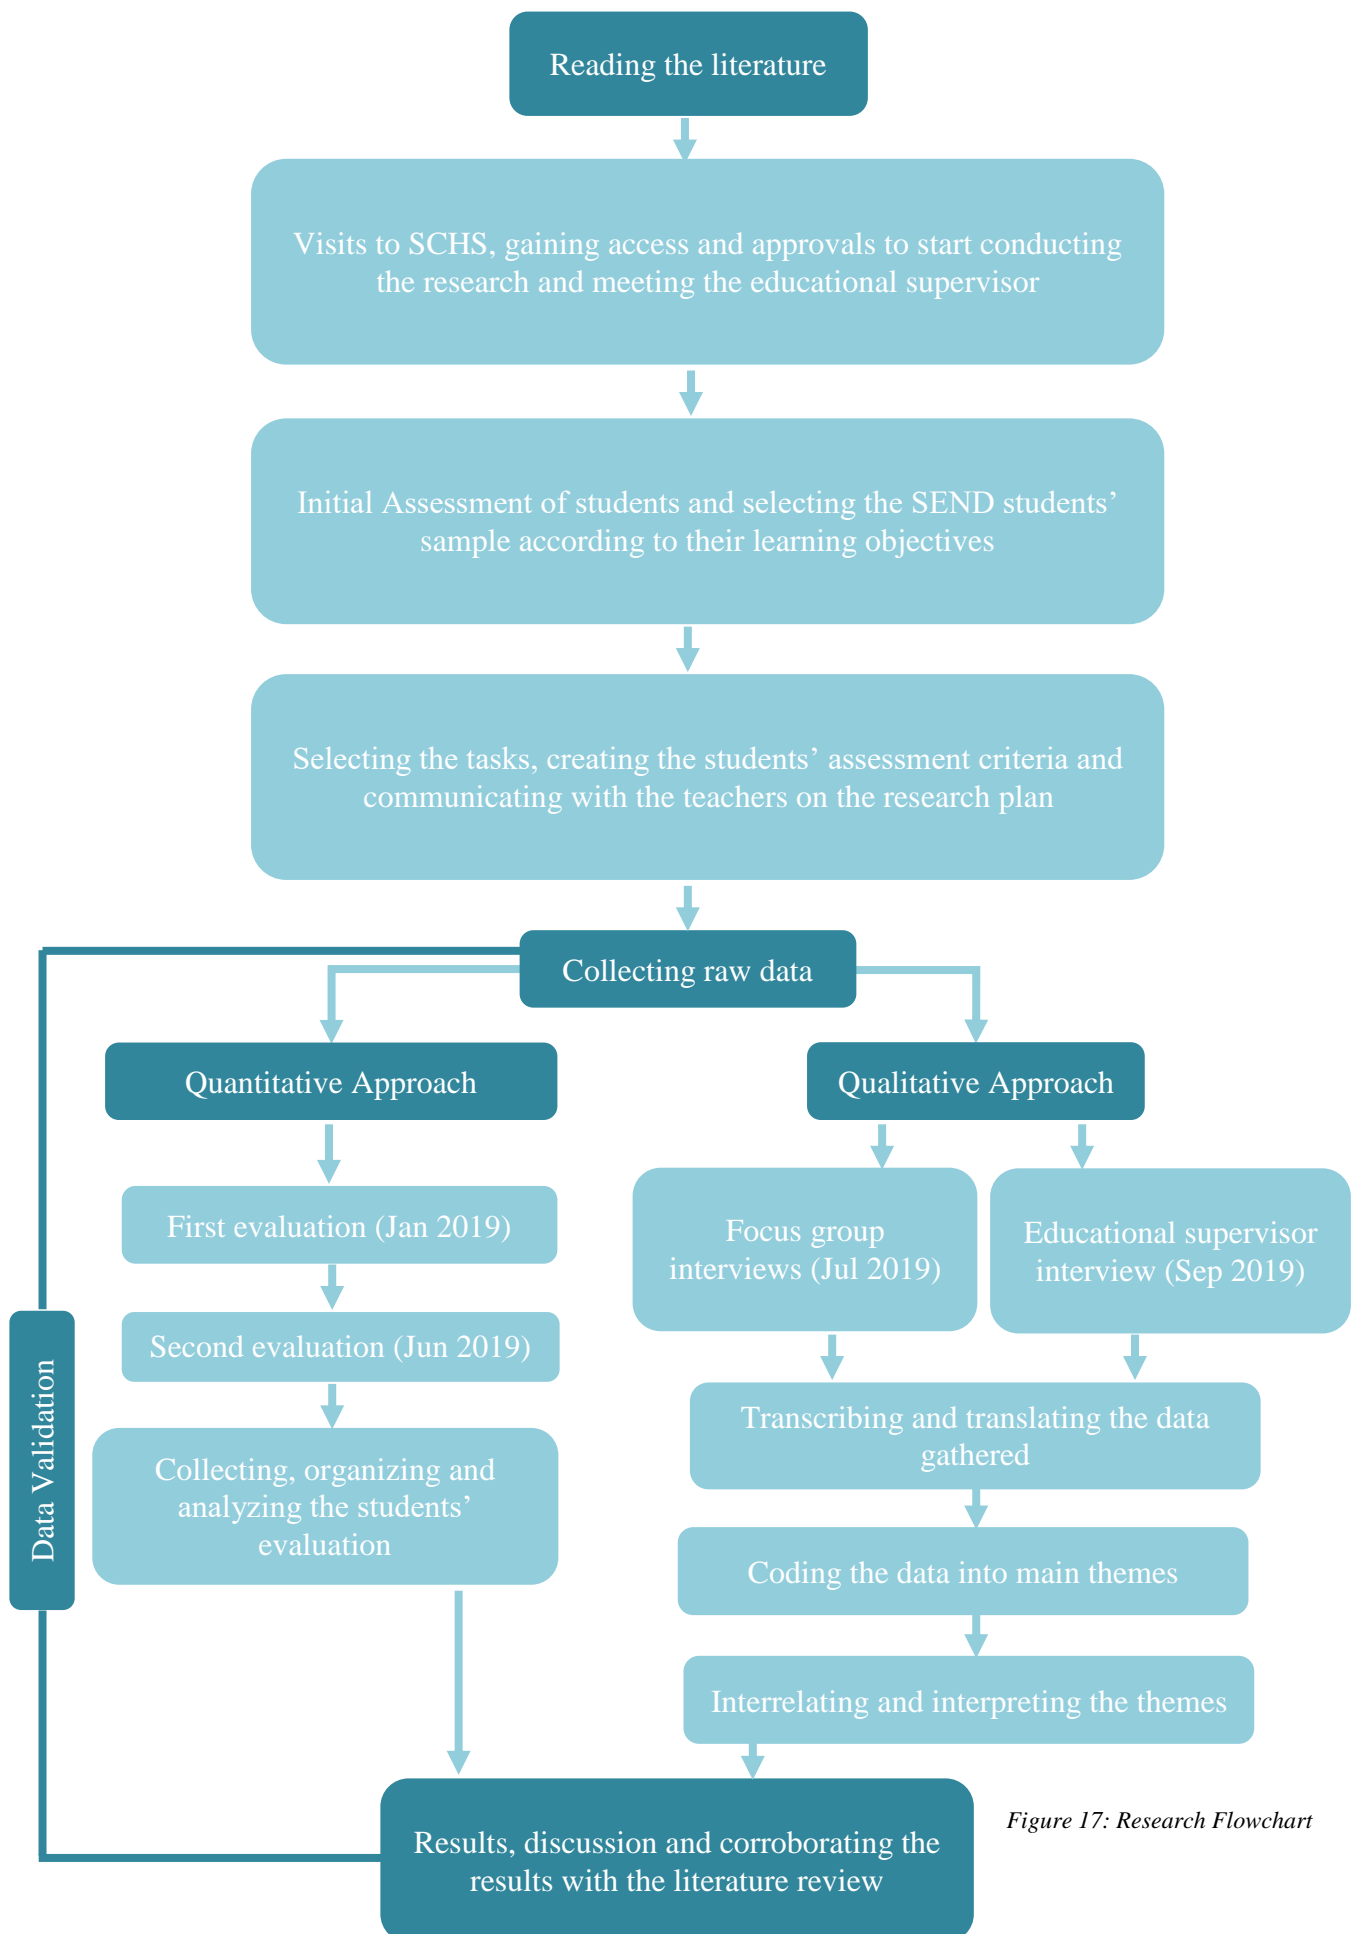 Reading the literature
Visits to SCHS, gaining access and approvals to start conducting
the research and meeting the educational supervisor
Initial Assessment of students and selecting the SEND students’
sample according to their learning objectives
Selecting the tasks, creating the students’ assessment criteria and
communicating with the teachers on the research plan
Collecting raw data
Quantitative Approach
First evaluation (Jan 2019)
Second evaluation (Jun 2019)
Collecting, organizing and
analyzing the students’
evaluation
Qualitative Approach
Focus group
interviews (Jul 2019)
Educational supervisor
interview (Sep 2019)
Transcribing and translating the data
gathered
Coding the data into main themes
Interrelating and interpreting the themes
Data Validation
Results, discussion and corroborating the
results with the literature review
Figure 17: Research Flowchart